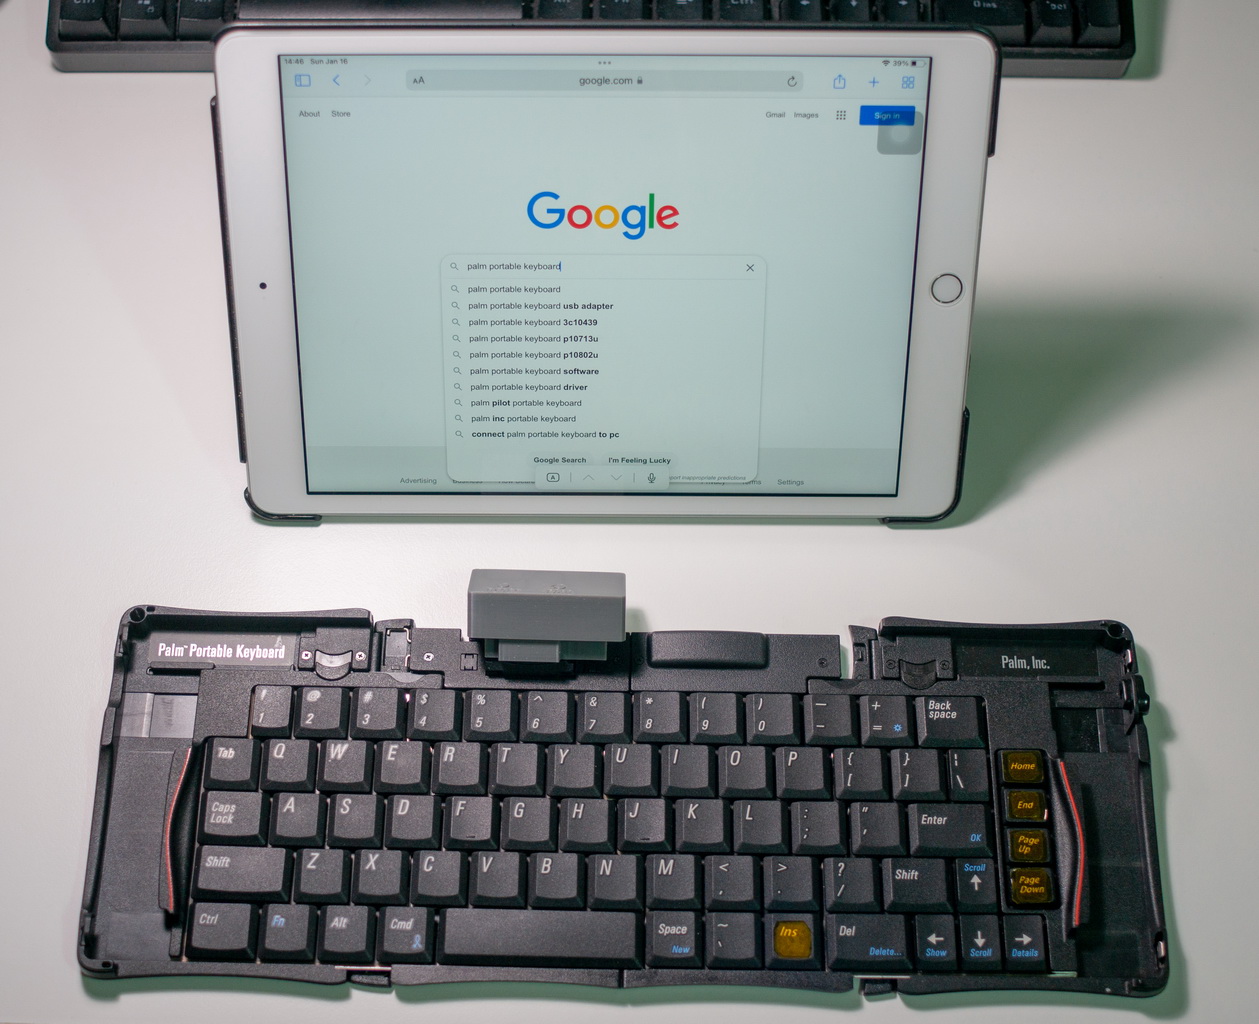 14:46 Sun Jan 16
39%
AA
google.com
About Store
Gmail Images
Sign in
Google
palm portable keyboard
palm portable keyboard
palm portable keyboard usb adapter
palm portable keyboard 3c10439
palm portable keyboard p10713u
palm portable keyboard p10802u
palm portable keyboard software
palm portable keyboard driver
palm pilot portable keyboard
palm inc portable keyboard
connect palm portable keyboard to pc
Google Search I'm Feeling Lucky
A
inappropriate predictions
Advertising
Settings
Palm™ Portable Keyboard
Palm, Inc.
! @ # $ % ^ & * ( ) — +
1 2 3 4 5 6 7 8 9 0 - = Back space
Tab Q W E R T Y U I O P { [ } ] ¦ \ Home
Caps Lock A S D F G H J K L : ; " ' Enter OK End
Page Up
Shift Z X C V B N M < , > . ? / Shift Scroll ↑ Page Down
Ctrl Fn Alt Cmd Space New ~ ` Ins Del Delete... ← Show ↓ Scroll → Details